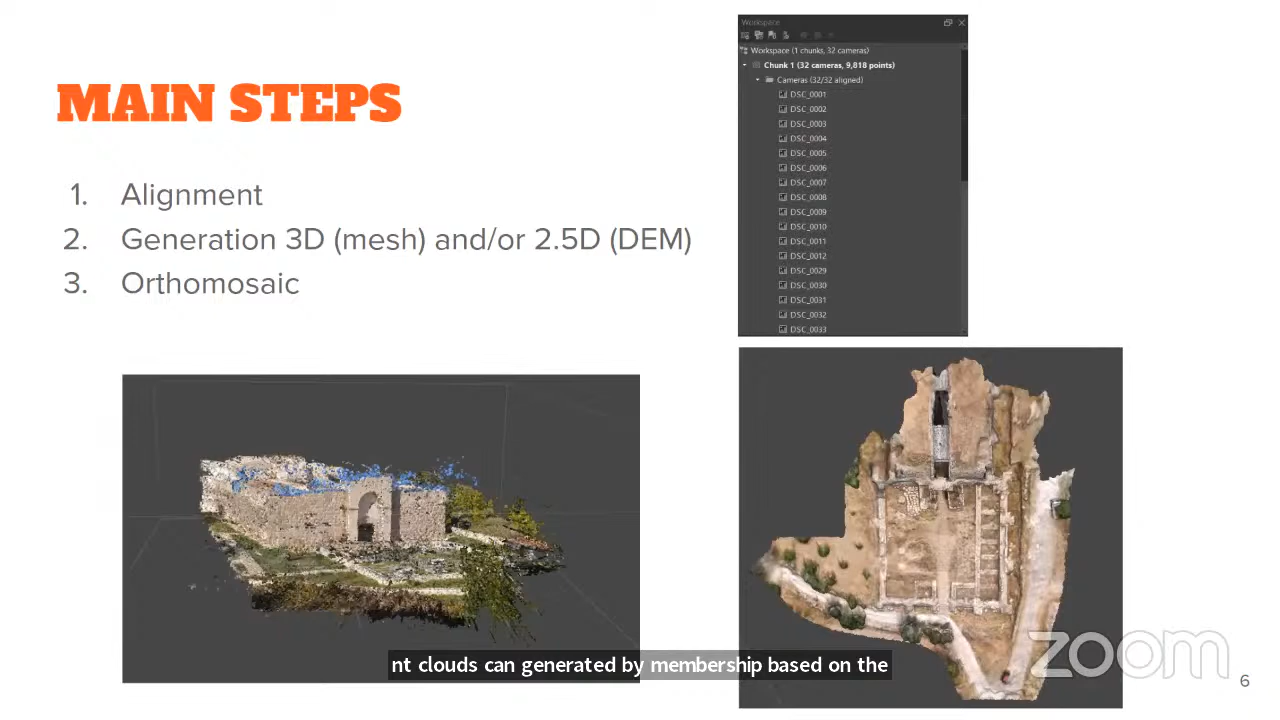 MAIN STEPS
1. Alignment
2. Generation 3D (mesh) and/or 2.5D (DEM)
3. Orthomosaic
Workspace
Workspace (1 chunks, 32 cameras)
Chunk 1 (32 cameras, 9,818 points)
Cameras (32/32 aligned)
DSC_0001
DSC_0002
DSC_0003
DSC_0004
DSC_0005
DSC_0006
DSC_0007
DSC_0008
DSC_0009
DSC_0010
DSC_0011
DSC_0012
DSC_0029
DSC_0030
DSC_0031
DSC_0032
DSC_0033
nt clouds can generated by membership based on the
zoom
6